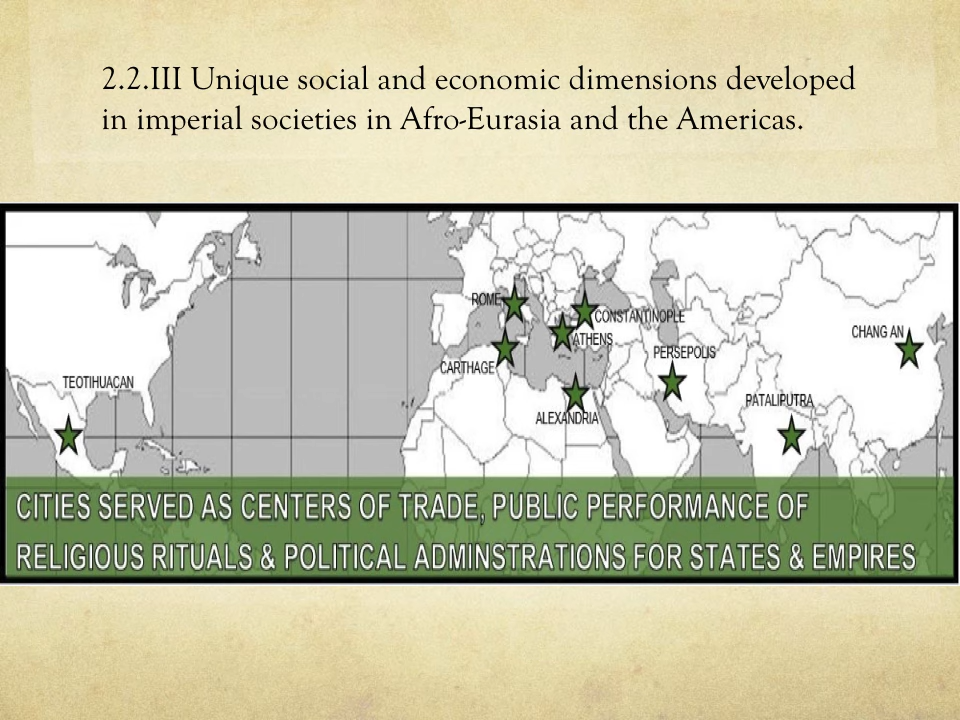 2.2.III Unique social and economic dimensions developed
in imperial societies in Afro-Eurasia and the Americas.
ROME
CONSTANTINOPLE
ATHENS
CHANG AN
CARTHAGE
PERSEPOLIS
TEOTIHUACAN
PATALIPUTRA
ALEXANDRIA
CITIES SERVED AS CENTERS OF TRADE, PUBLIC PERFORMANCE OF
RELIGIOUS RITUALS & POLITICAL ADMINSTRATIONS FOR STATES & EMPIRES